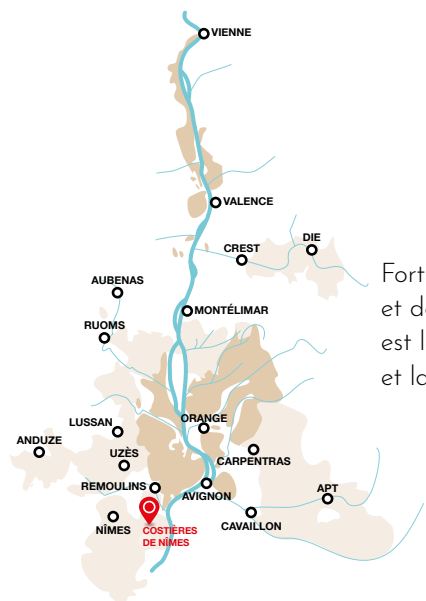 VIENNE
VALENCE
DIE
CREST
AUBENAS
MONTÉLIMAR
RUOMS
Fort
et d
est l
et la
ORANGE
LUSSAN
ANDUZE
UZÈS
CARPENTRAS
REMOULINS
AVIGNON
APT
NÎMES
CAVAILLON
COSTIÈRES
DE NÎMES